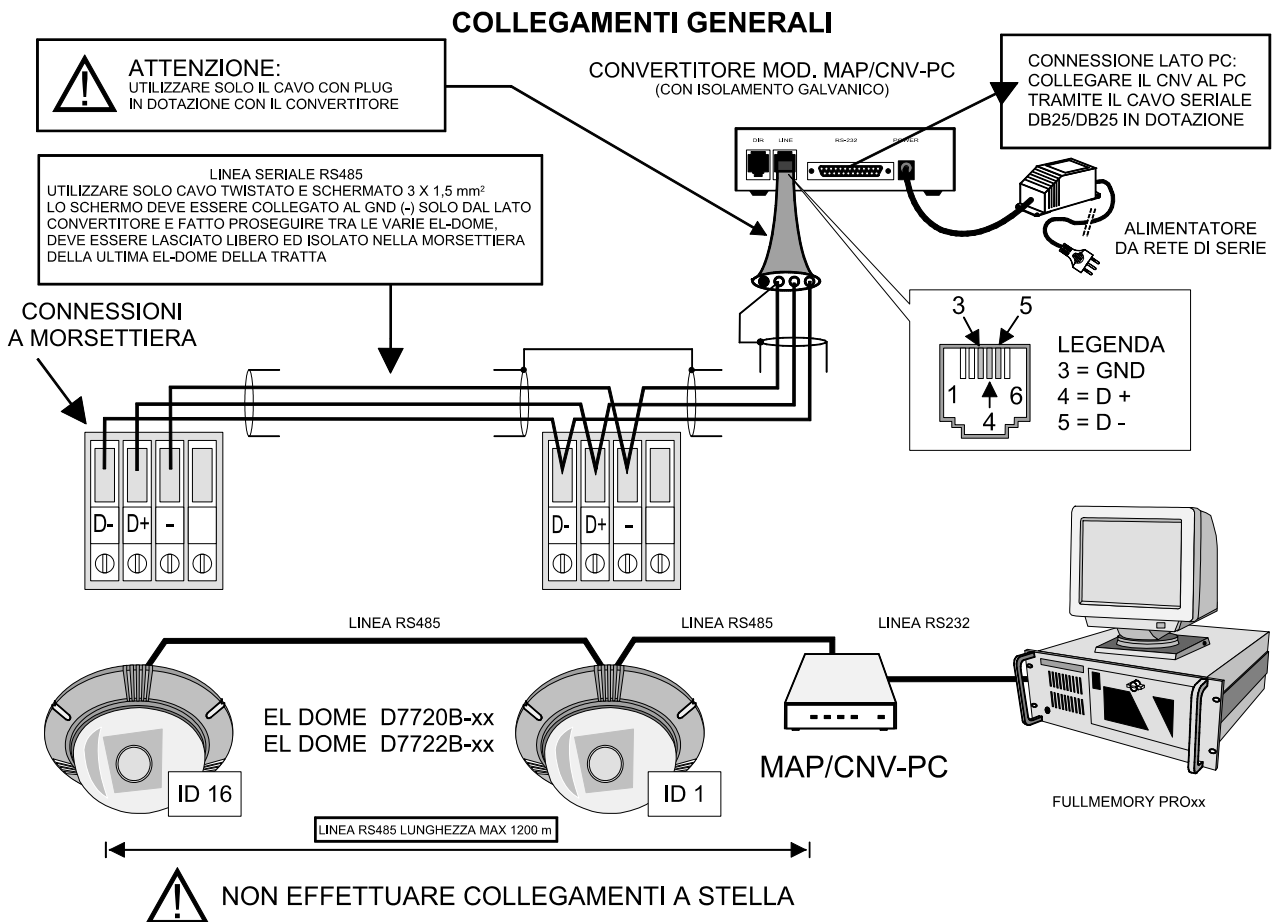 COLLEGAMENTI GENERALI
ATTENZIONE:
UTILIZZARE SOLO IL CAVO CON PLUG
IN DOTAZIONE CON IL CONVERTITORE
CONVERTITORE MOD. MAP/CNV-PC
(CON ISOLAMENTO GALVANICO)
CONNESSIONE LATO PC:
COLLEGARE IL CNV AL PC
TRAMITE IL CAVO SERIALE
DB25/DB25 IN DOTAZIONE
DIR LINE RS-232 POWER
LINEA SERIALE RS485
UTILIZZARE SOLO CAVO TWISTATO E SCHERMATO 3 X 1,5 mm²
LO SCHERMO DEVE ESSERE COLLEGATO AL GND (-) SOLO DAL LATO
CONVERTITORE E FATTO PROSEGUIRE TRA LE VARIE EL-DOME,
DEVE ESSERE LASCIATO LIBERO ED ISOLATO NELLA MORSETTIERA
DELLA ULTIMA EL-DOME DELLA TRATTA
ALIMENTATORE
DA RETE DI SERIE
CONNESSIONI
A MORSETTIERA
3 5
1 6
4
LEGENDA
3 = GND
4 = D +
5 = D -
D- D+ -
D- D+ -
LINEA RS485
LINEA RS485
LINEA RS232
EL DOME D7720B-xx
EL DOME D7722B-xx
ID 16
ID 1
MAP/CNV-PC
FULLMEMORY PROxx
LINEA RS485 LUNGHEZZA MAX 1200 m
NON EFFETTUARE COLLEGAMENTI A STELLA